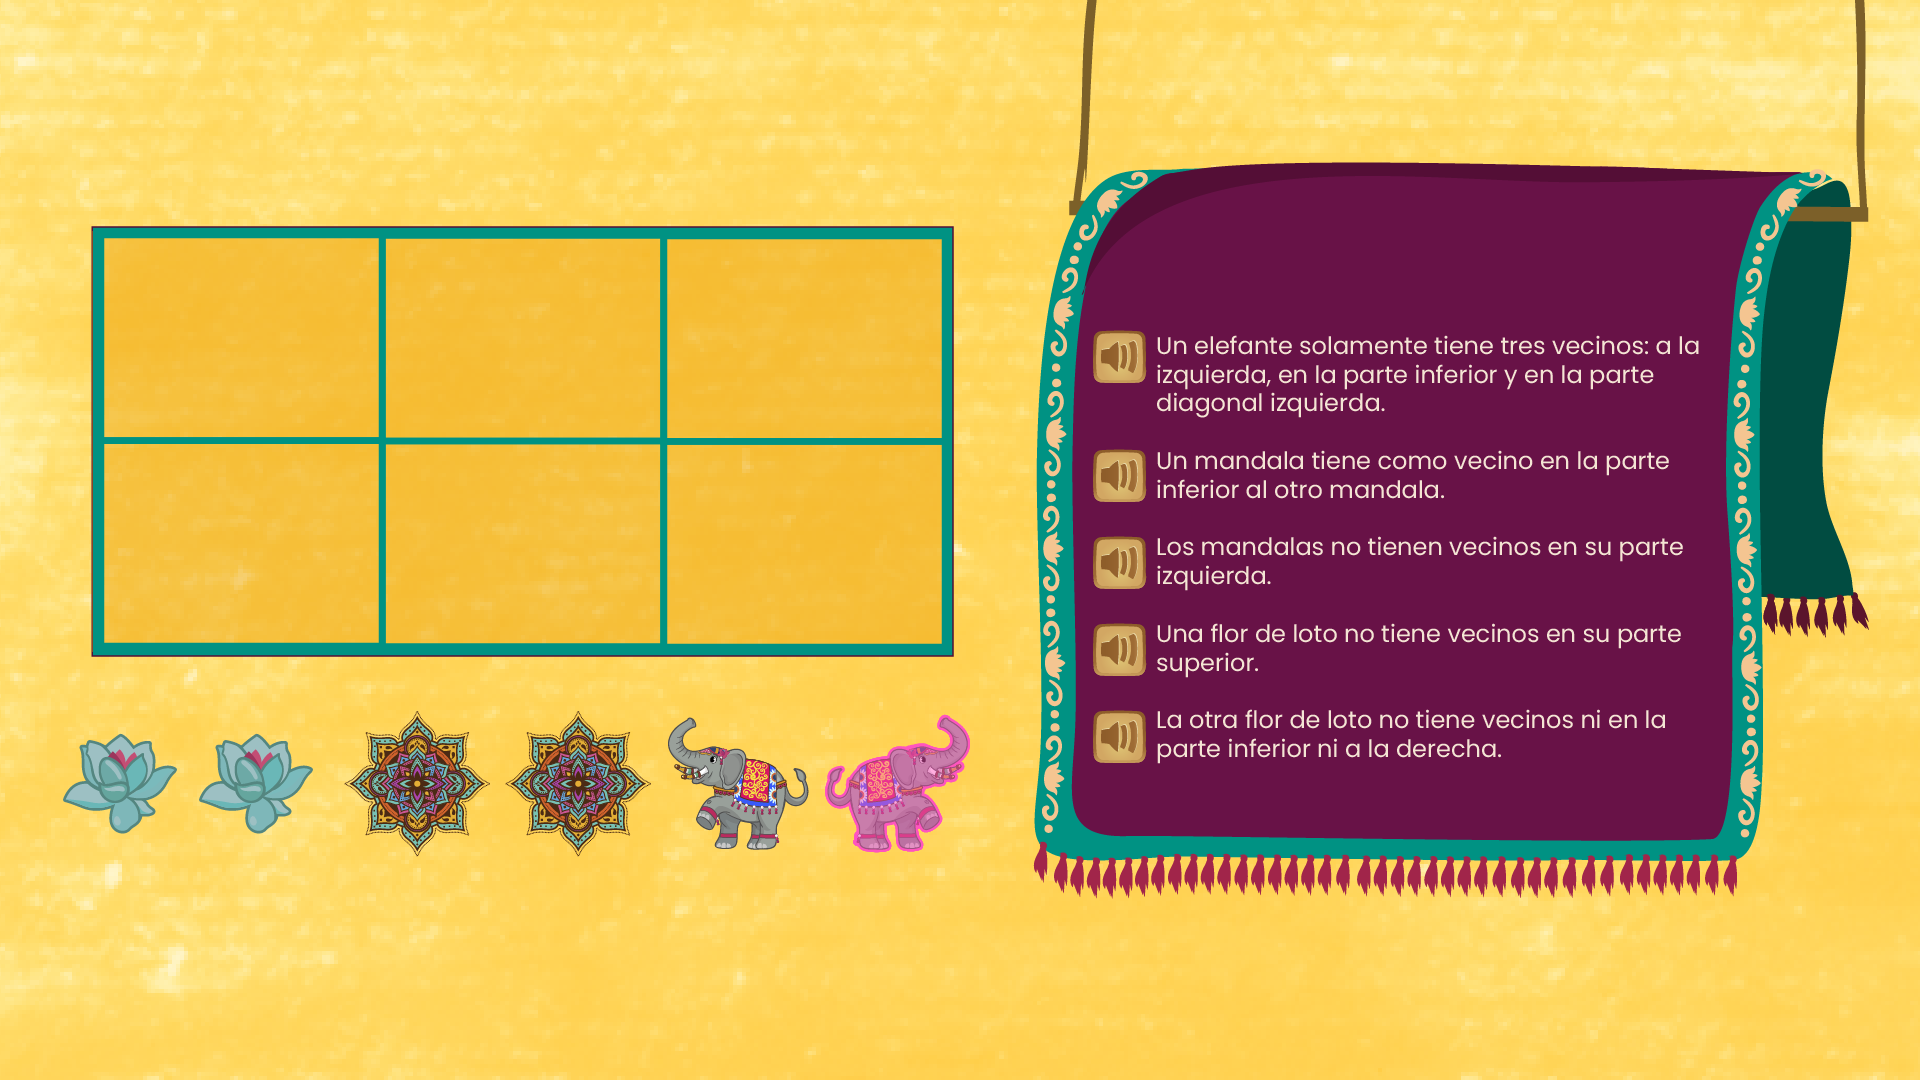 Un elefante solamente tiene tres vecinos: a la
izquierda, en la parte inferior y en la parte
diagonal izquierda.
Un mandala tiene como vecino en la parte
inferior al otro mandala.
Los mandalas no tienen vecinos en su parte
izquierda.
Una flor de loto no tiene vecinos en su parte
superior.
La otra flor de loto no tiene vecinos ni en la
parte inferior ni a la derecha.